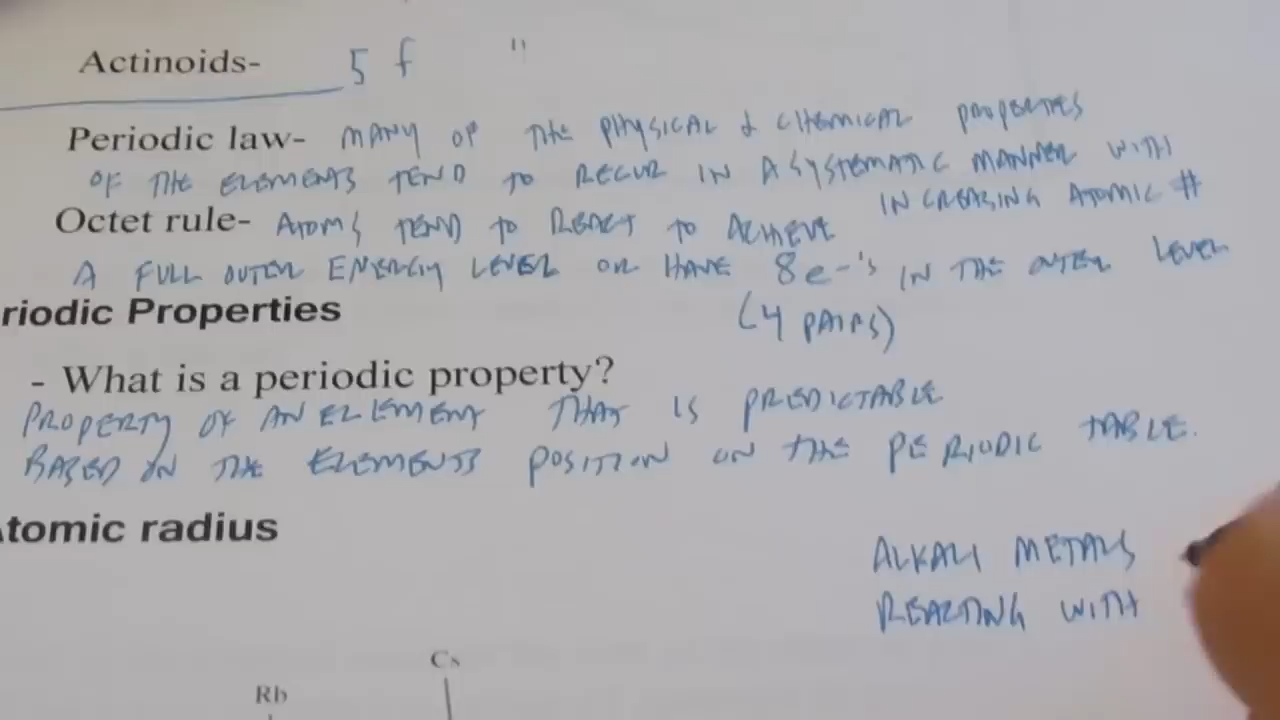 Actinoids- 5 f "
Periodic law- MANY OF THE PHYSICAL & CHEMICAL PROPERTIES
OF THE ELEMENTS TEND TO RECUR IN A SYSTEMATIC MANNER WITH
INCREASING ATOMIC #
Octet rule- ATOMS TEND TO REACT TO ACHIEVE
A FULL OUTER ENERGY LEVEL OR HAVE 8e-'s IN THE OUTER LEVEL
(4 PAIRS)
riodic Properties
- What is a periodic property?
PROPERTY OF AN ELEMENT THAT IS PREDICTABLE
BASED ON THE ELEMENTS POSITION ON THE PERIODIC TABLE.
Atomic radius
ALKALI METALS
REACTING WITH
Cs
Rb